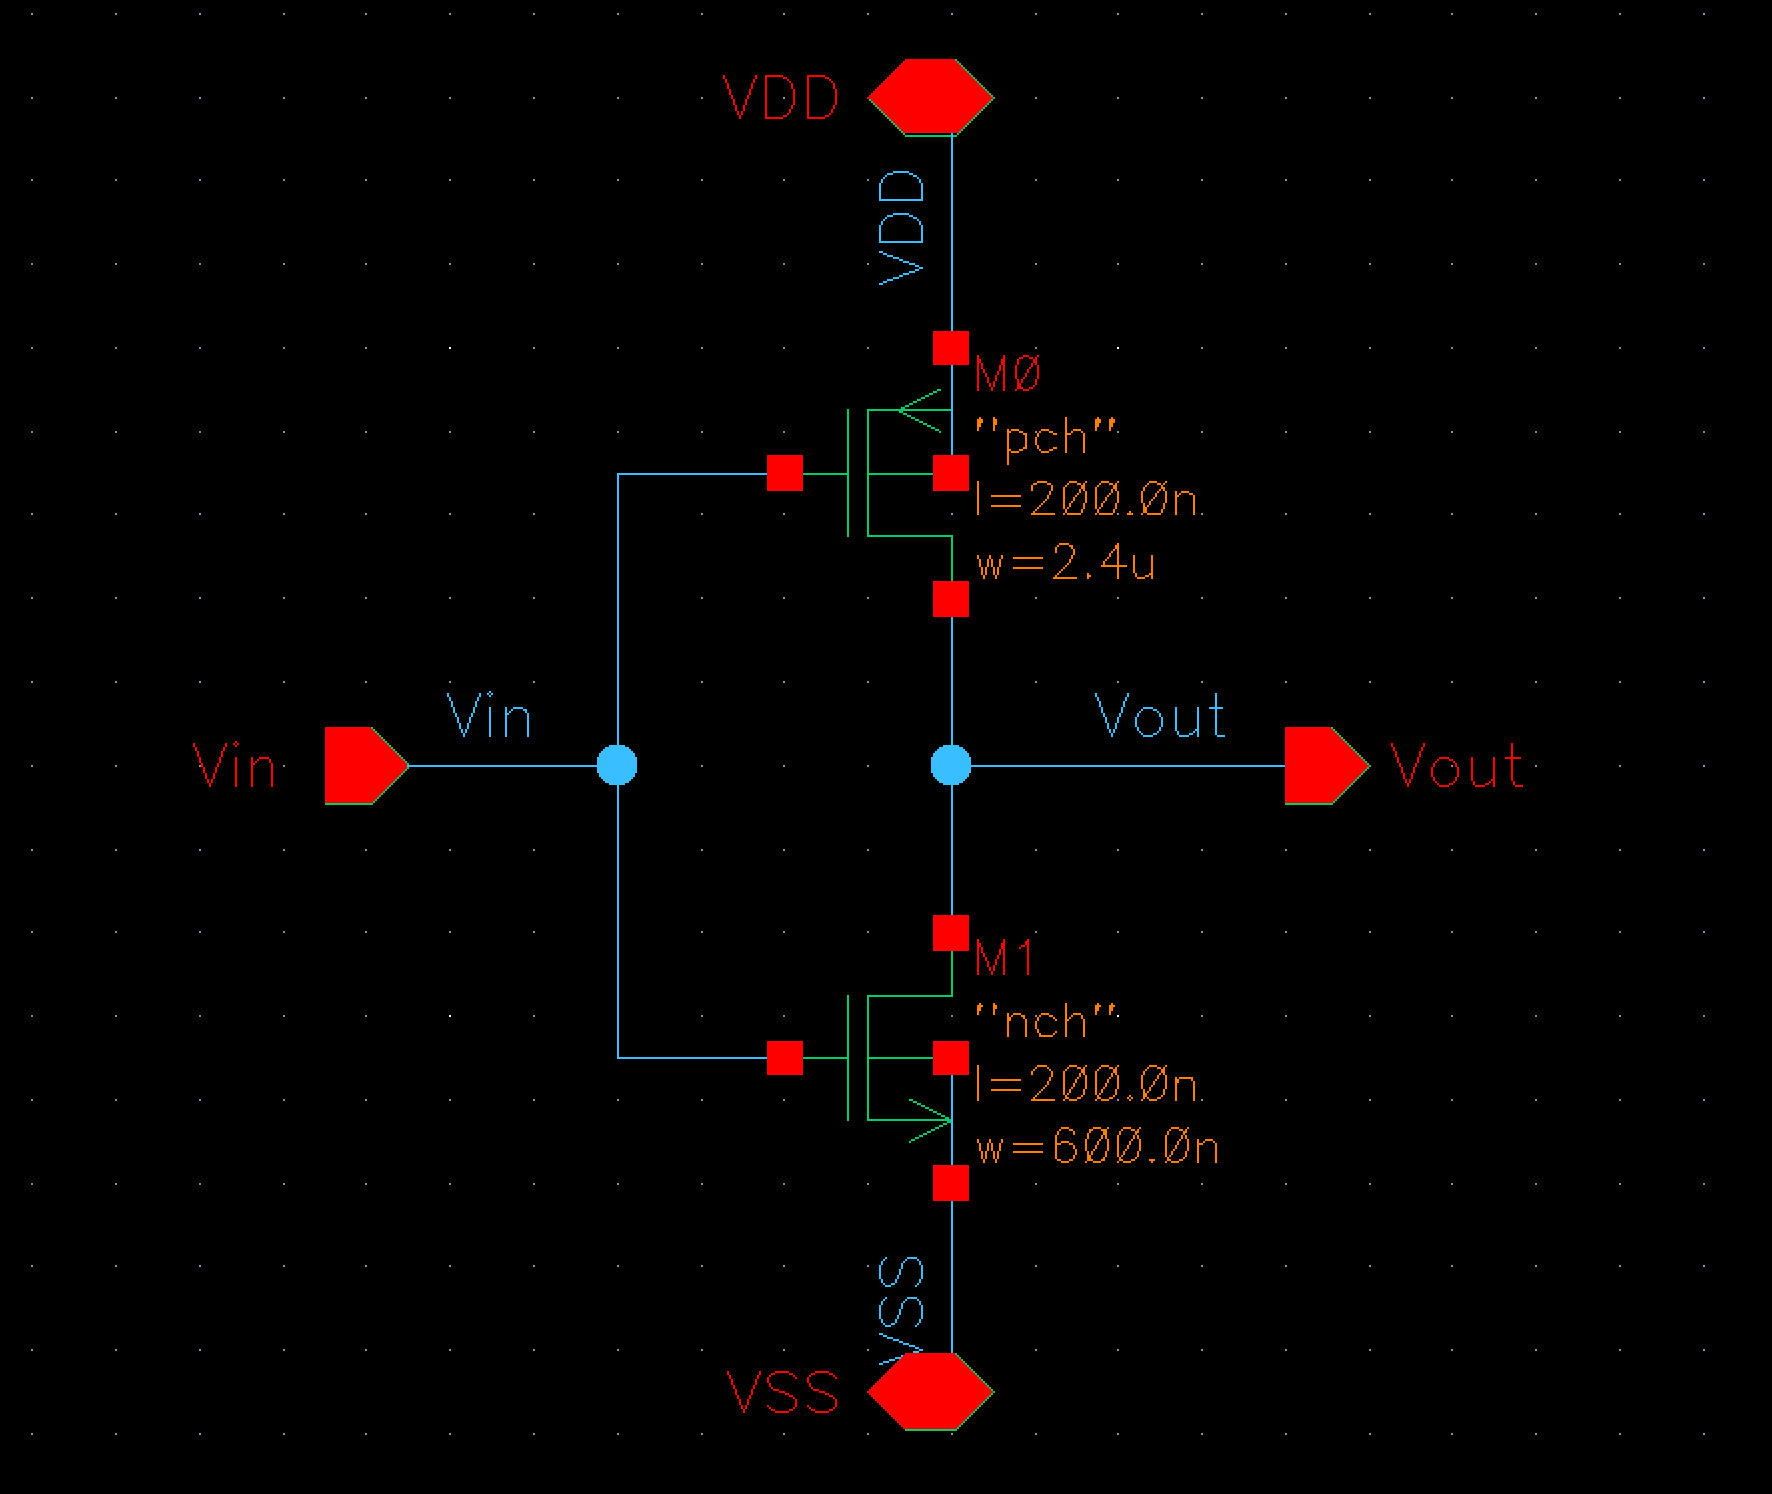 VDD
VDD
M0
"pch"
l=200.0n
w=2.4u
Vin
Vin
Vout
Vout
M1
"nch"
l=200.0n
w=600.0n
VSS
VSS